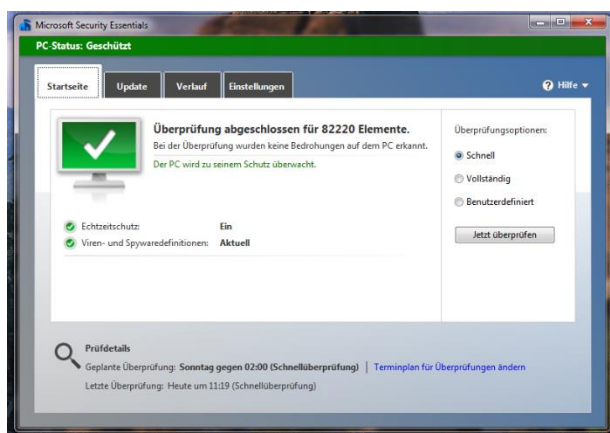 Microsoft Security Essentials
PC-Status: Geschützt
Startseite Update Verlauf Einstellungen Hilfe
Überprüfung abgeschlossen für 82220 Elemente.
Bei der Überprüfung wurden keine Bedrohungen auf dem PC erkannt.
Der PC wird zu seinem Schutz überwacht.
Echtzeitschutz: Ein
Viren- und Spywaredefinitionen: Aktuell
Überprüfungsoptionen:
Schnell
Vollständig
Benutzerdefiniert
Jetzt überprüfen
Prüfdetails
Geplante Überprüfung: Sonntag gegen 02:00 (Schnellüberprüfung) | Terminplan für Überprüfungen ändern
Letzte Überprüfung: Heute um 11:19 (Schnellüberprüfung)